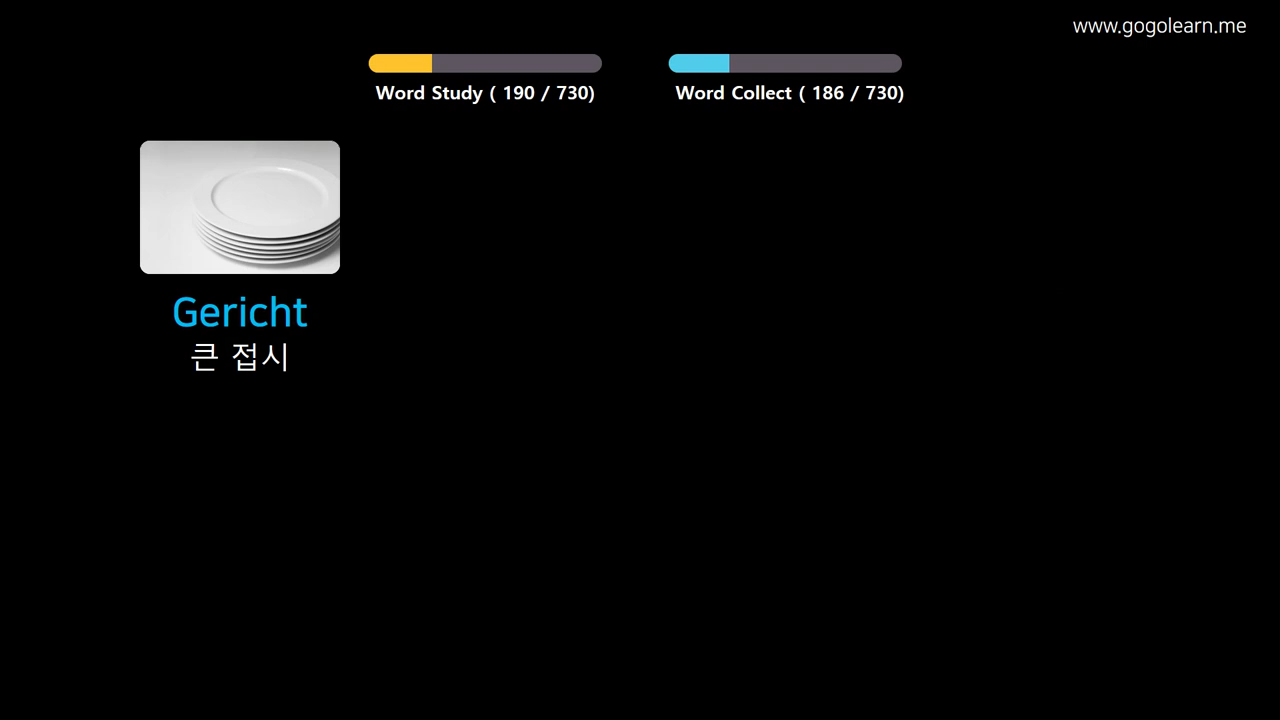 www.gogolearn.me
Word Study ( 190 / 730)
Word Collect ( 186 / 730)
Gericht
큰 접시